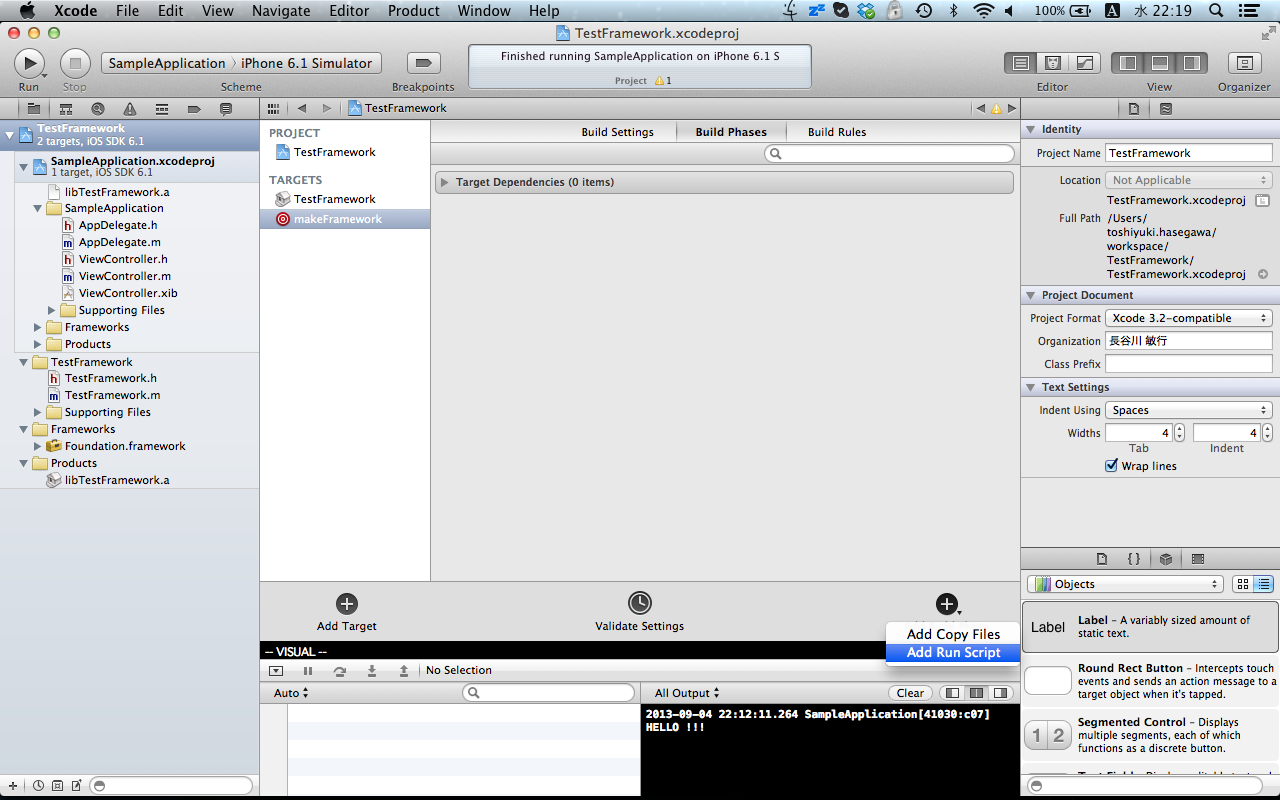 Xcode File Edit View Navigate Editor Product Window Help
100% A 水 22:19
TestFramework.xcodeproj
Run
Stop
SampleApplication iPhone 6.1 Simulator
Scheme
Breakpoints
Finished running SampleApplication on iPhone 6.1 S
Project 1
Editor
View
Organizer
TestFramework
TestFramework
2 targets, iOS SDK 6.1
SampleApplication.xcodeproj
1 target, iOS SDK 6.1
libTestFramework.a
SampleApplication
h AppDelegate.h
m AppDelegate.m
h ViewController.h
m ViewController.m
ViewController.xib
Supporting Files
Frameworks
Products
TestFramework
h TestFramework.h
m TestFramework.m
Supporting Files
Frameworks
Foundation.framework
Products
libTestFramework.a
PROJECT
TestFramework
TARGETS
TestFramework
makeFramework
Build Settings Build Phases Build Rules
Target Dependencies (0 items)
Add Target
Validate Settings
Add Copy Files
Add Run Script
-- VISUAL --
No Selection
Auto
All Output
Clear
2013-09-04 22:12:11.264 SampleApplication[41030:c07]
HELLO !!!
Identity
Project Name TestFramework
Location Not Applicable
TestFramework.xcodeproj
Full Path /Users/
toshiyuki.hasegawa/
workspace/
TestFramework/
TestFramework.xcodeproj
Project Document
Project Format Xcode 3.2-compatible
Organization 長谷川 敏行
Class Prefix
Text Settings
Indent Using Spaces
Widths 4 4
Tab Indent
Wrap lines
{ }
Objects
Label
Label - A variably sized amount of
static text.
Round Rect Button - Intercepts touch
events and sends an action message to a
target object when it's tapped.
1 2
Segmented Control - Displays
multiple segments, each of which
functions as a discrete button.